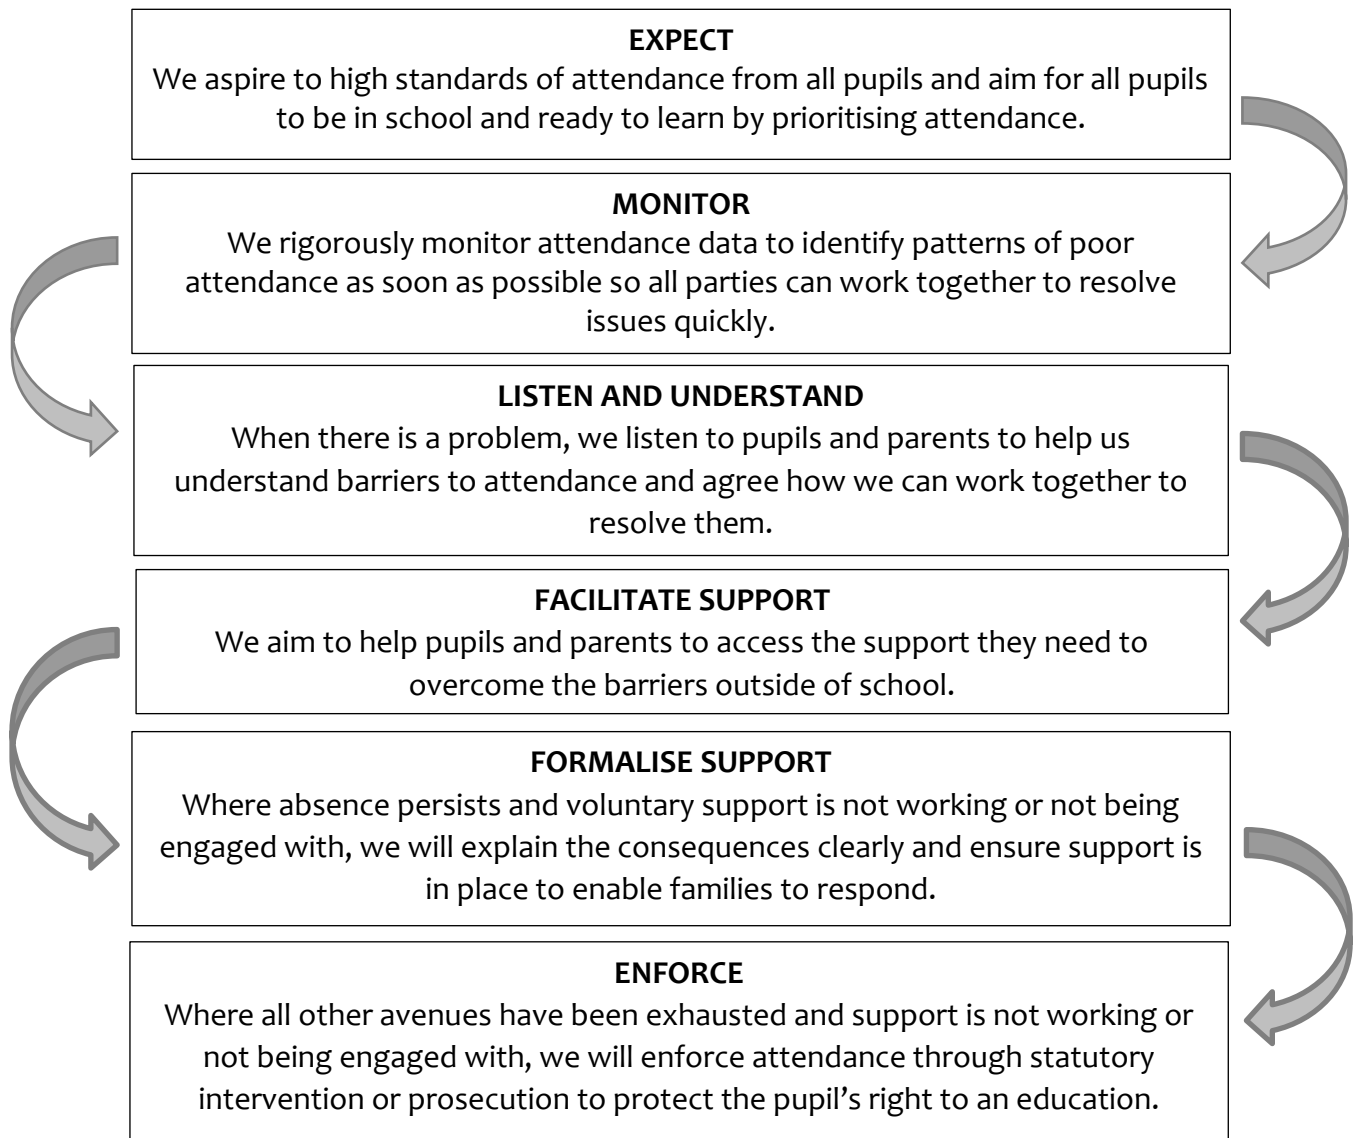 EXPECT
We aspire to high standards of attendance from all pupils and aim for all pupils
to be in school and ready to learn by prioritising attendance.
MONITOR
We rigorously monitor attendance data to identify patterns of poor
attendance as soon as possible so all parties can work together to resolve
issues quickly.
LISTEN AND UNDERSTAND
When there is a problem, we listen to pupils and parents to help us
understand barriers to attendance and agree how we can work together to
resolve them.
FACILITATE SUPPORT
We aim to help pupils and parents to access the support they need to
overcome the barriers outside of school.
FORMALISE SUPPORT
Where absence persists and voluntary support is not working or not being
engaged with, we will explain the consequences clearly and ensure support is
in place to enable families to respond.
ENFORCE
Where all other avenues have been exhausted and support is not working or
not being engaged with, we will enforce attendance through statutory
intervention or prosecution to protect the pupil’s right to an education.